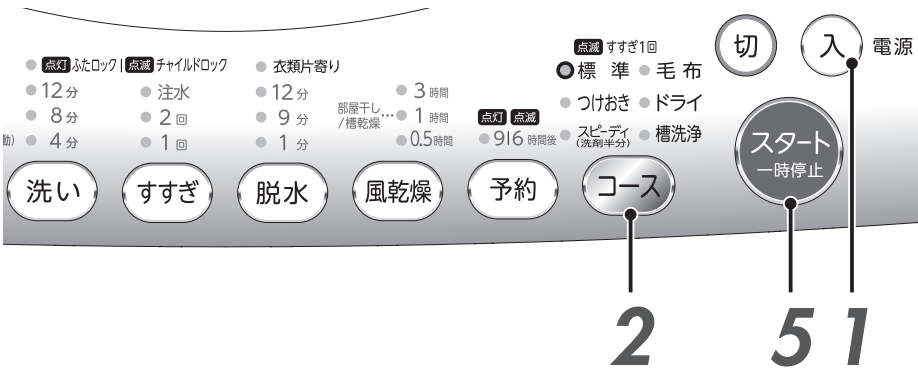 切 入 電源
点灯 ふたロック | 点滅 チャイルドロック 衣類片寄り 点滅 すすぎ1回
標準 毛布
12分 注水 12分 3時間
つけおき ドライ
8分 2回 9分 部屋干し/槽乾燥…1時間 点灯 点滅
動) 4分 1回 1分 0.5時間 9|6時間後 スピーディ(洗剤半分) 槽洗浄
スタート
一時停止
洗い すすぎ 脱水 風乾燥 予約 コース
2 5 1